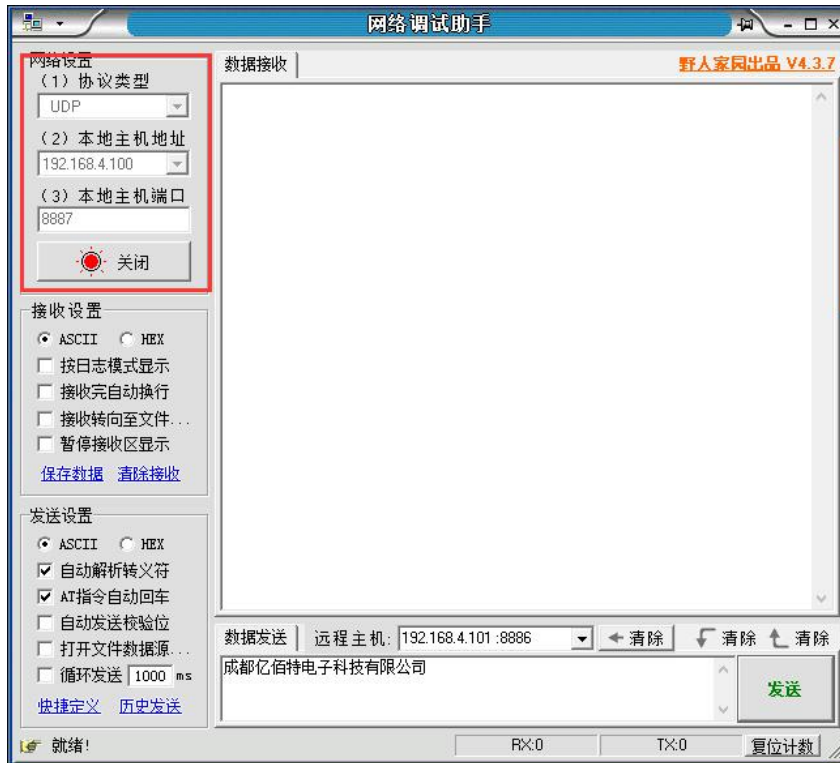 网络调试助手
网络设置
(1) 协议类型
UDP
(2) 本地主机地址
192.168.4.100
(3) 本地主机端口
8887
关闭
接收设置
ASCII HEX
按日志模式显示
接收完自动换行
接收转向至文件...
暂停接收区显示
保存数据 清除接收
发送设置
ASCII HEX
自动解析转义符
AT指令自动回车
自动发送校验位
打开文件数据源...
循环发送 1000 ms
快捷定义 历史发送
数据接收
野人家园出品 V4.3.7
数据发送 远程主机: 192.168.4.101 :8886 清除 清除 清除
成都亿佰特电子科技有限公司
发送
就绪! RX:0 TX:0 复位计数